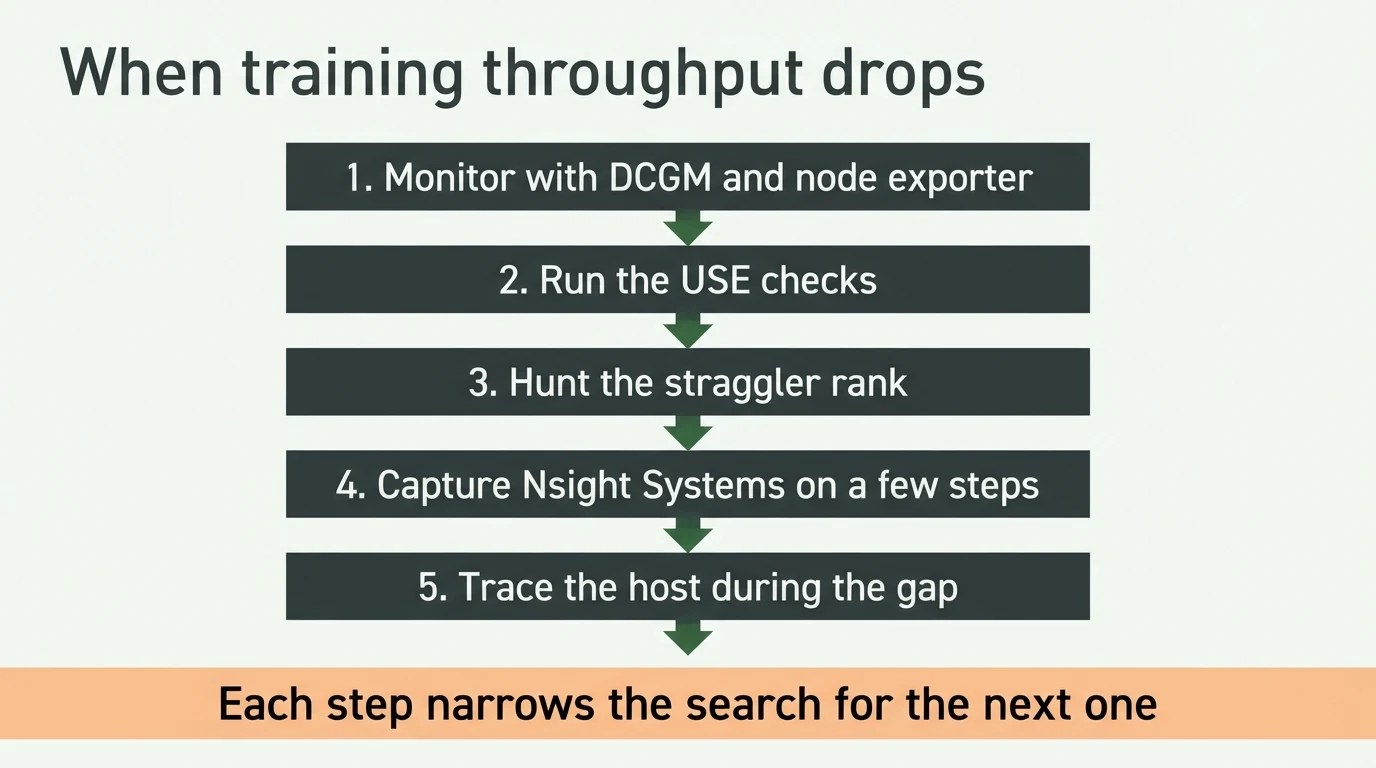 When training throughput drops
1. Monitor with DCGM and node exporter
2. Run the USE checks
3. Hunt the straggler rank
4. Capture Nsight Systems on a few steps
5. Trace the host during the gap
Each step narrows the search for the next one